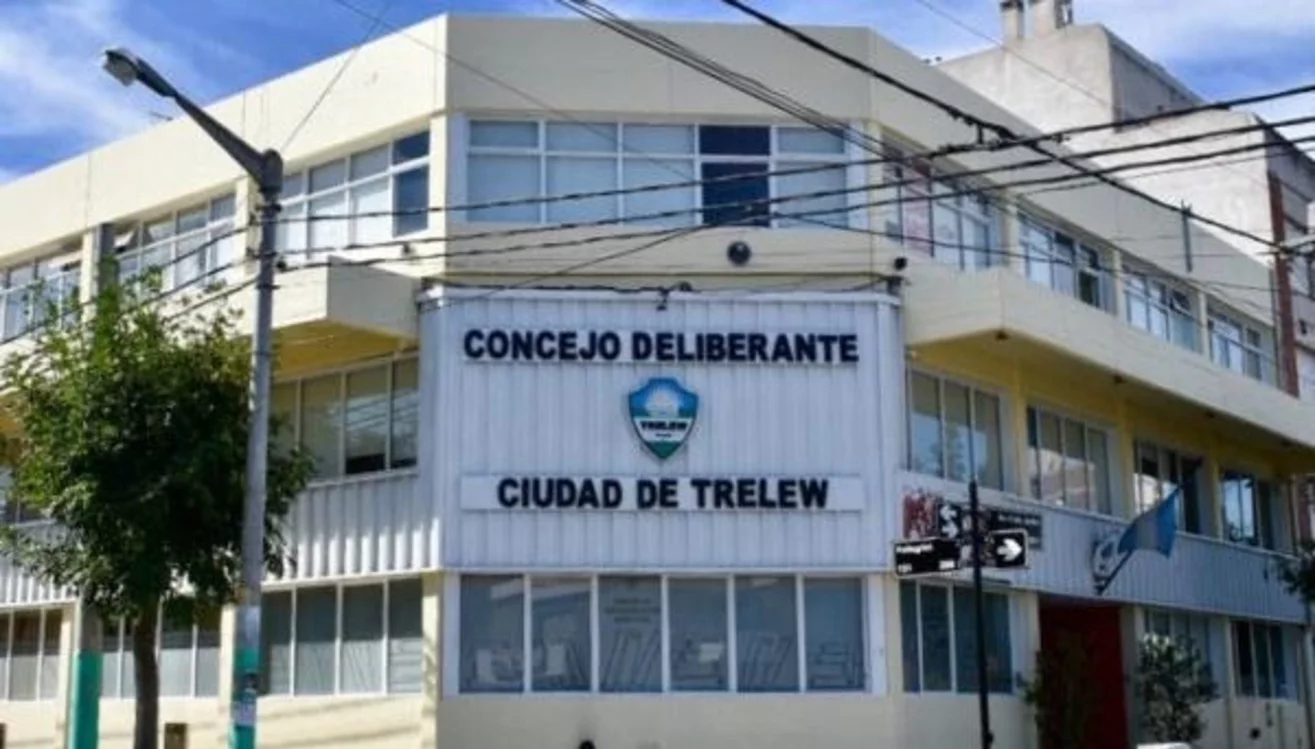 CONCEJO DELIBERANTE
TRELEW
CIUDAD DE TRELEW